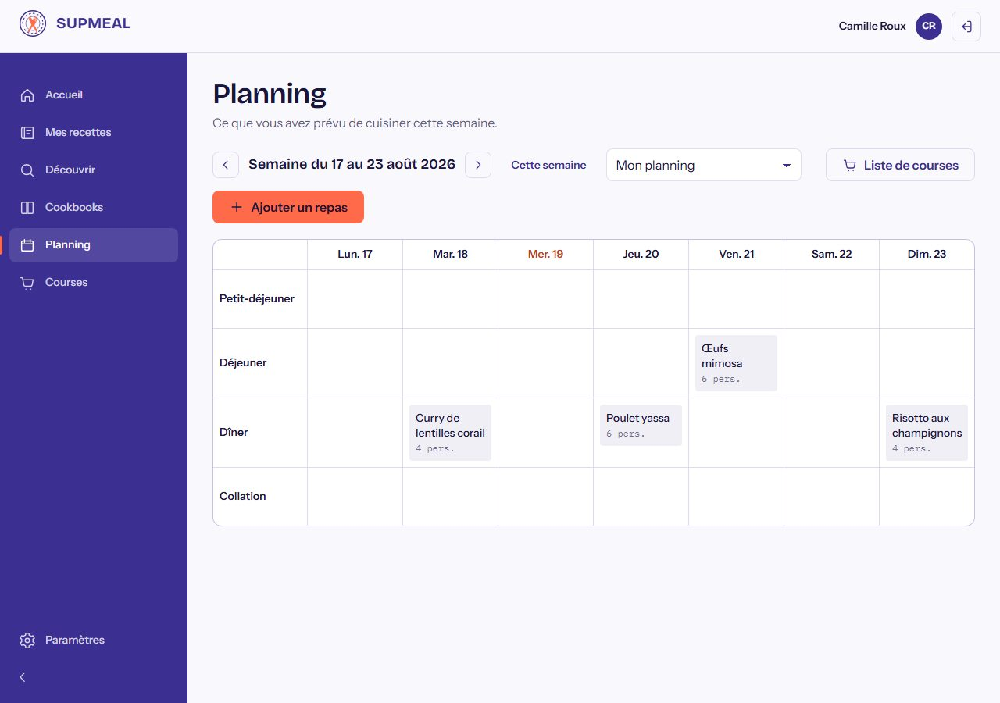 SUPMEAL
Camille Roux
CR
Accueil
Mes recettes
Découvrir
Cookbooks
Planning
Courses
Paramètres
Planning
Ce que vous avez prévu de cuisiner cette semaine.
Semaine du 17 au 23 août 2026
Cette semaine
Mon planning
Liste de courses
Ajouter un repas
Lun. 17
Mar. 18
Mer. 19
Jeu. 20
Ven. 21
Sam. 22
Dim. 23
Petit-déjeuner
Déjeuner
Œufs
mimosa
6 pers.
Dîner
Curry de
lentilles corail
4 pers.
Poulet yassa
6 pers.
Risotto aux
champignons
4 pers.
Collation